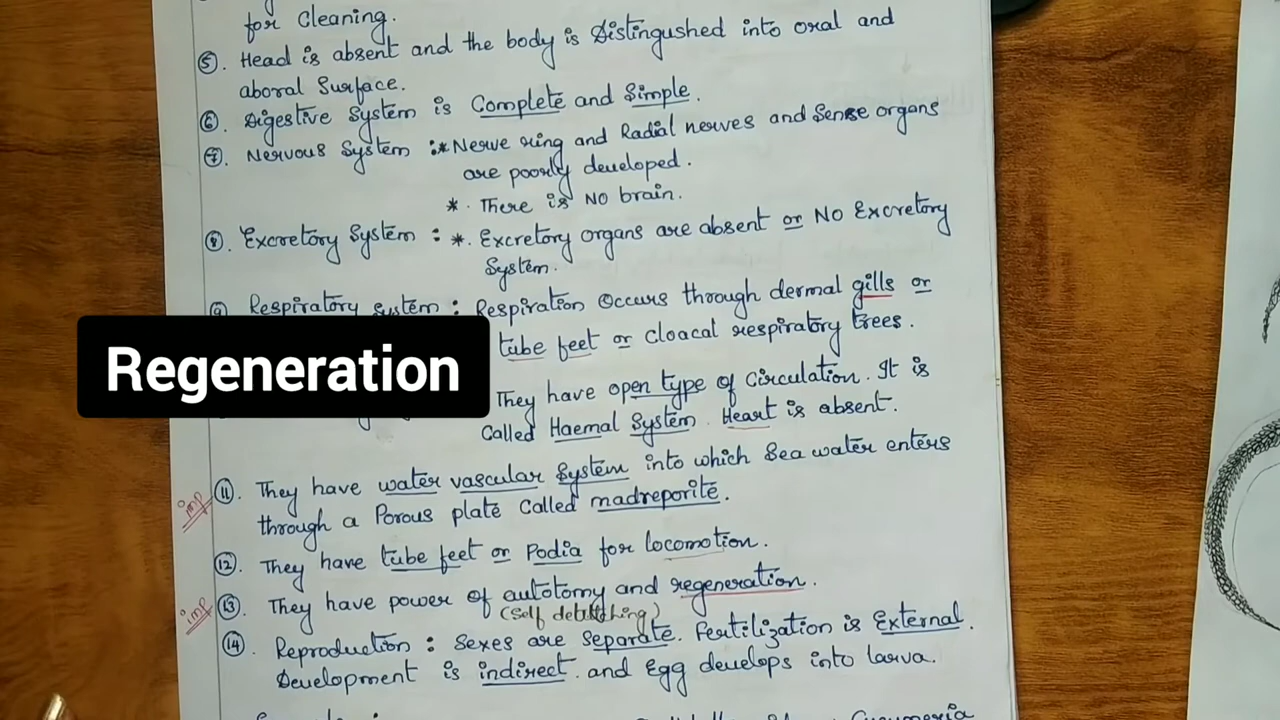 for Cleaning.
⑤. Head is absent and the body is Distingushed into oral and
aboral Surface.
⑥. Digestive System is Complete and Simple.
⑦. Nervous System :* Nerve ring and Radial nerves and Sense organs
are poorly developed.
*. There is No brain.
⑧. Excretory System : *. Excretory organs are absent or No Excretory
System.
⑨. Respiratory System : Respiration Occurs through dermal gills or
tube feet or Cloacal respiratory trees.
Regeneration
They have open type of Circulation. It is
Called Haemal System. Heart is absent.
imp ⑪. They have water vascular System into which Sea water enters
through a Porous plate Called madreporite.
⑫. They have tube feet or Podia for locomotion.
imp ⑬. They have power of autotomy and regeneration.
(Self detatching)
⑭. Reproduction : Sexes are Separate. Fertilization is External.
Development is indirect and Egg develops into larva.